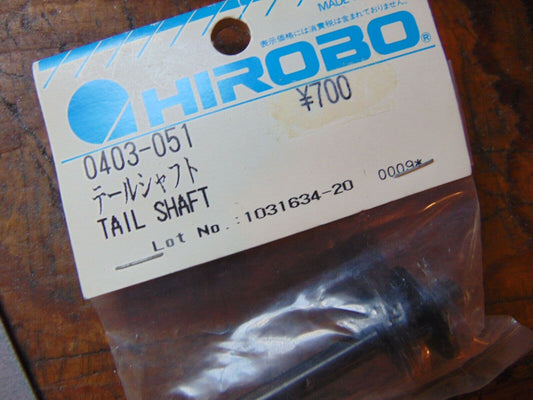 MADE
表示価格には消費税は含まれておりません。
HIROBO®
¥700
0403-051
テールシャフト
TAIL SHAFT
Lot No.:1031634-20 0009*